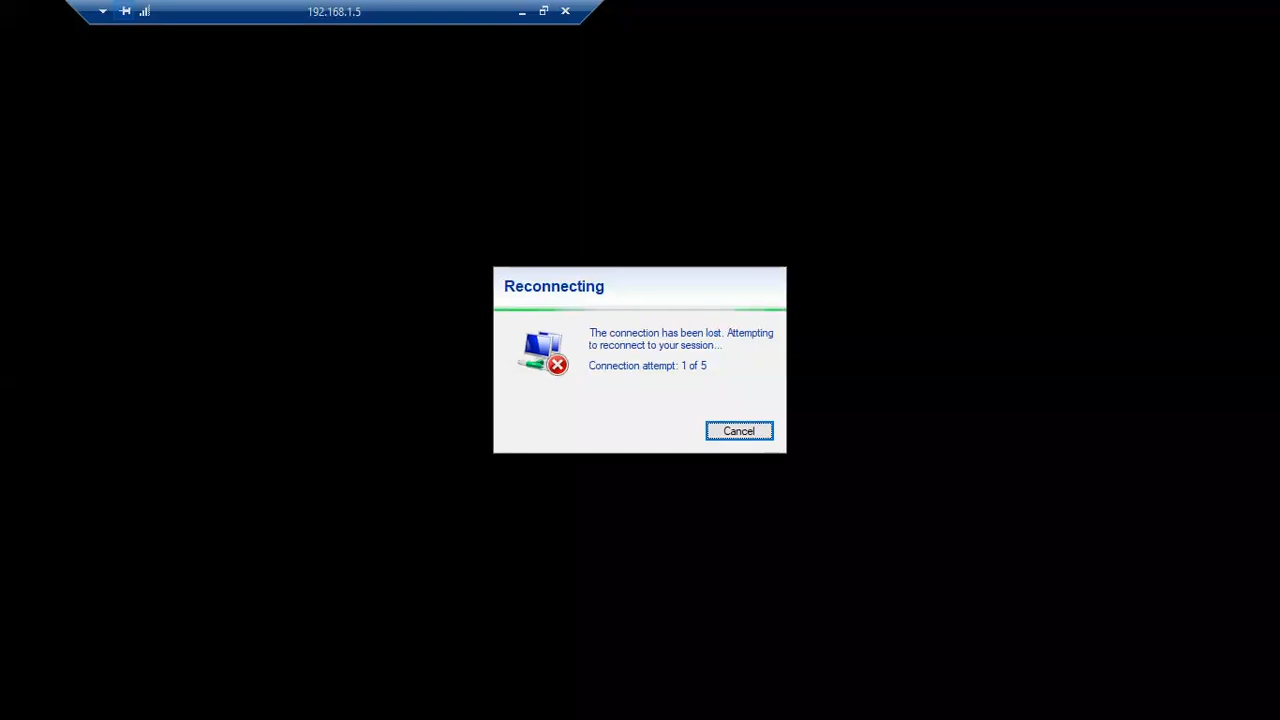 192.168.1.5
Reconnecting
The connection has been lost. Attempting
to reconnect to your session...
Connection attempt: 1 of 5
Cancel